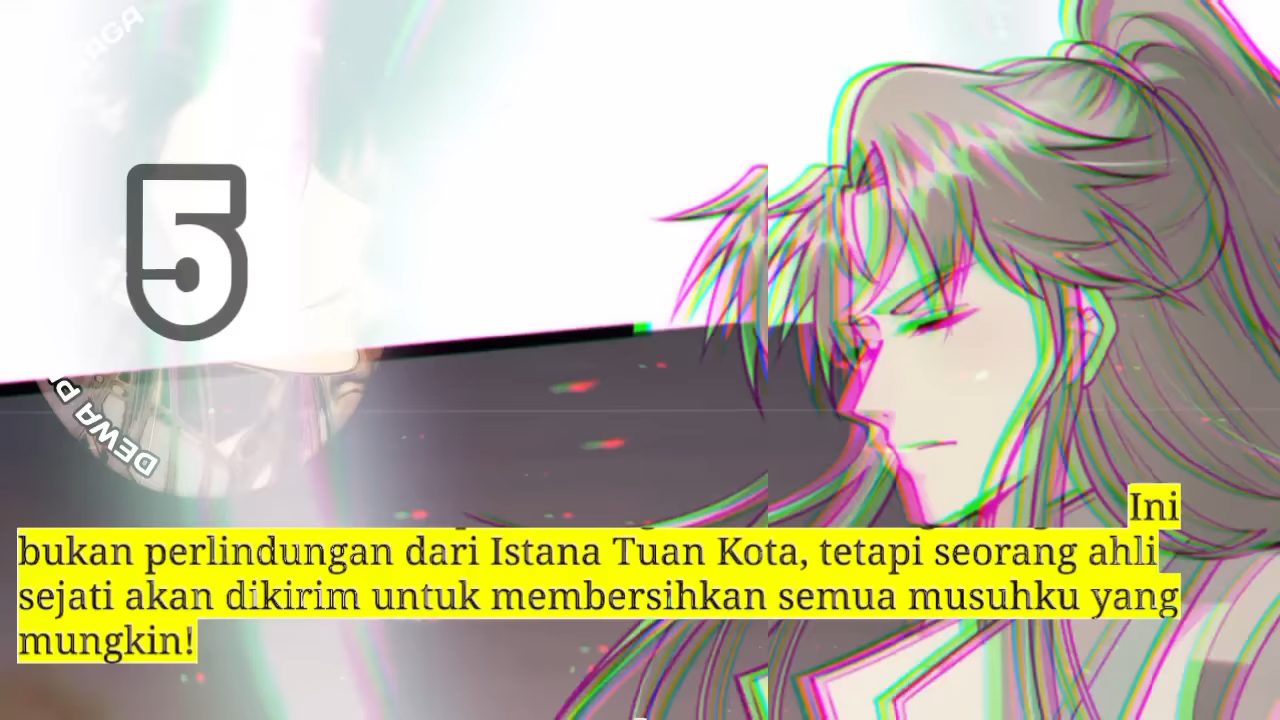 5
DEWA
Ini
bukan perlindungan dari Istana Tuan Kota, tetapi seorang ahli
sejati akan dikirim untuk membersihkan semua musuhku yang
mungkin!